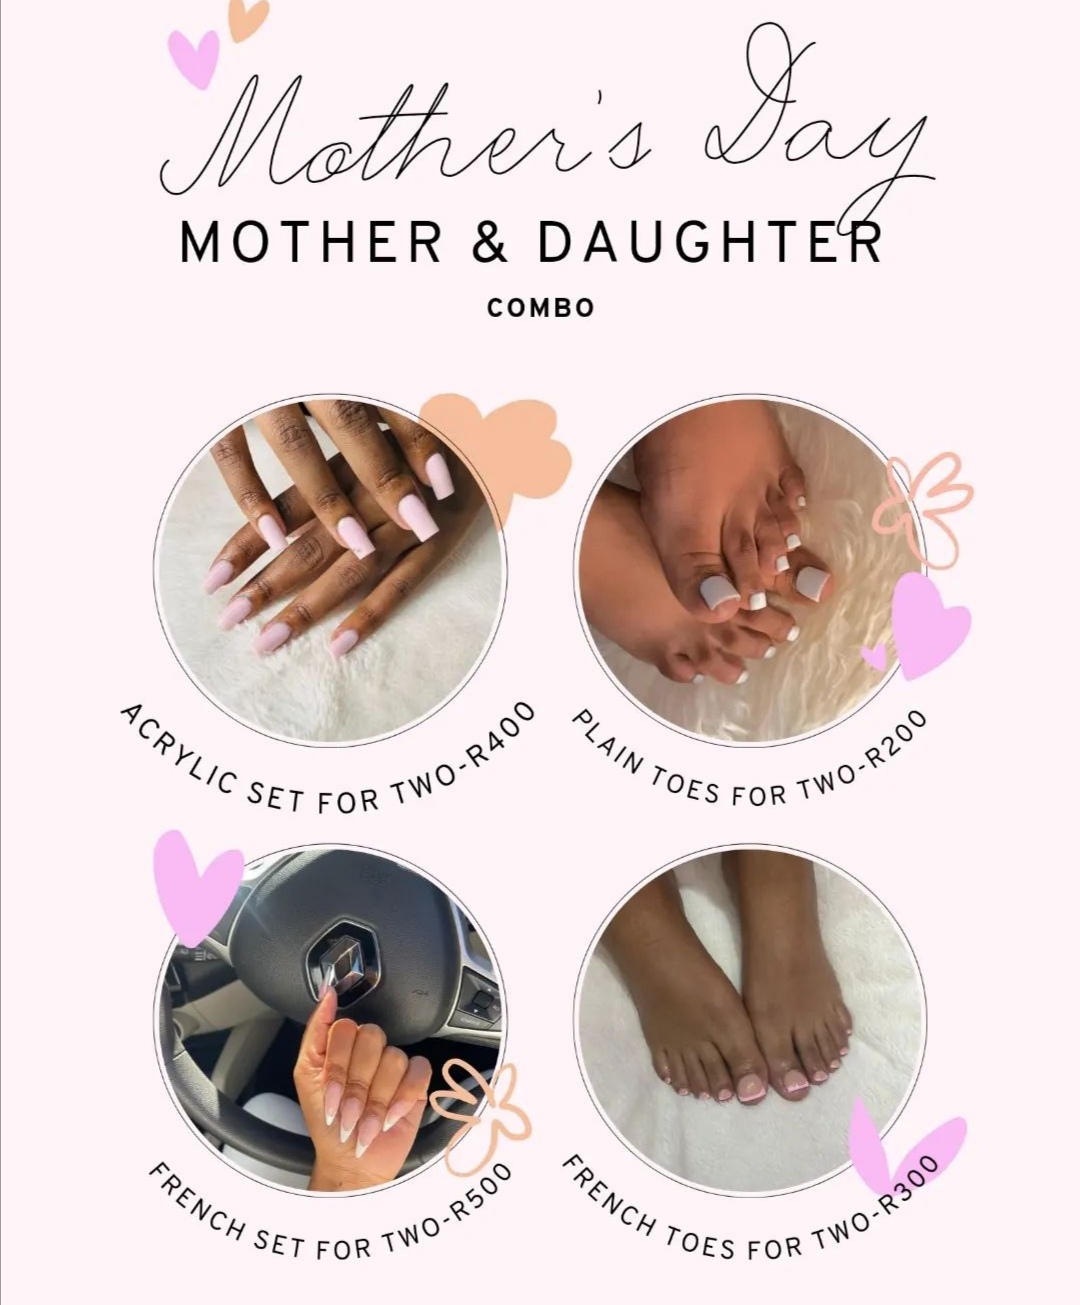 Mother's Day
MOTHER & DAUGHTER
COMBO
ACRYLIC SET FOR TWO-R400
PLAIN TOES FOR TWO-R200
FRENCH SET FOR TWO-R500
FRENCH TOES FOR TWO-R300